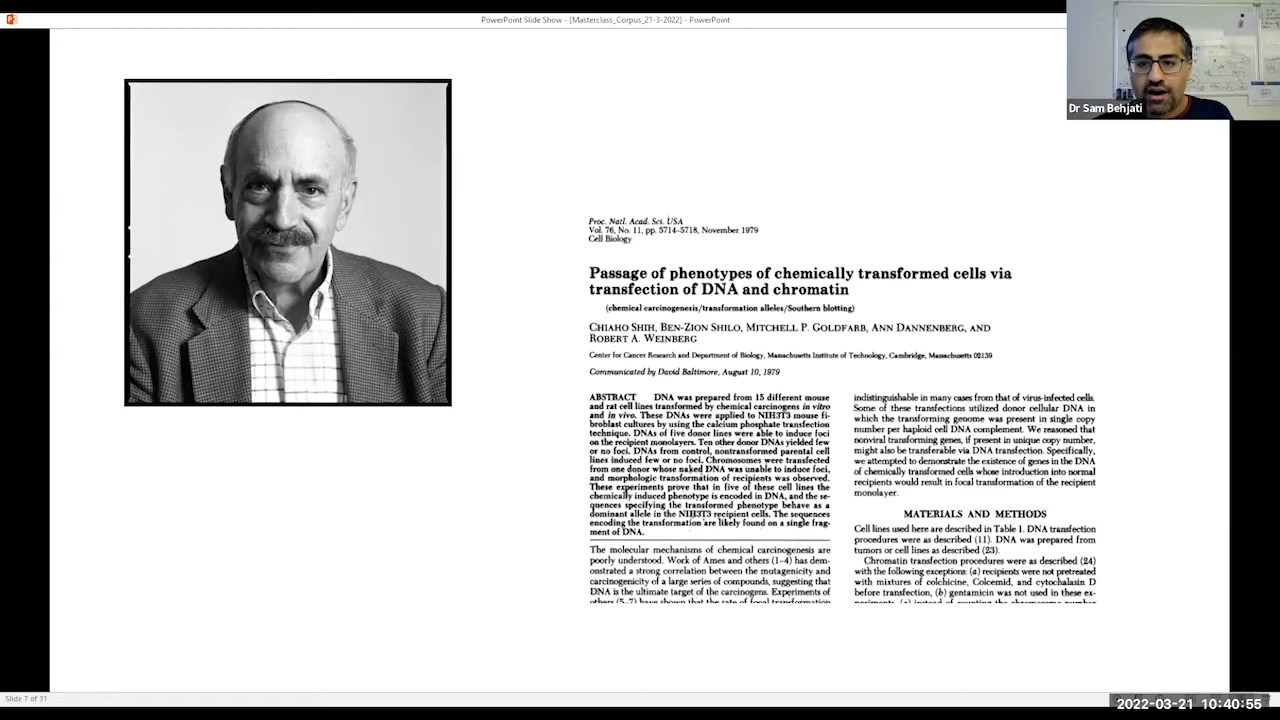 PowerPoint Slide Show - [Masterclass_Corpus_21-3-2022] - PowerPoint
Dr Sam Behjati
Proc. Natl. Acad. Sci. USA
Vol. 76, No. 11, pp. 5714-5718, November 1979
Cell Biology
Passage of phenotypes of chemically transformed cells via
transfection of DNA and chromatin
(chemical carcinogenesis/transformation alleles/Southern blotting)
CHIAHO SHIH, BEN-ZION SHILO, MITCHELL P. GOLDFARB, ANN DANNENBERG, AND
ROBERT A. WEINBERG
Center for Cancer Research and Department of Biology, Massachusetts Institute of Technology, Cambridge, Massachusetts 02139
Communicated by David Baltimore, August 10, 1979
ABSTRACT DNA was prepared from 15 different mouse
and rat cell lines transformed by chemical carcinogens in vitro
and in vivo. These DNAs were applied to NIH3T3 mouse fi-
broblast cultures by using the calcium phosphate transfection
technique. DNAs of five donor lines were able to induce foci
on the recipient monolayers. Ten other donor DNAs yielded few
or no foci. DNAs from control, nontransformed parental cell
lines induced few or no foci. Chromosomes were transfected
from one donor whose naked DNA was unable to induce foci,
and morphologic transformation of recipients was observed.
These experiments prove that in five of these cell lines the
chemically induced phenotype is encoded in DNA, and the se-
quences specifying the transformed phenotype behave as a
dominant allele in the NIH3T3 recipient cells. The sequences
encoding the transformation are likely found on a single frag-
ment of DNA.
The molecular mechanisms of chemical carcinogenesis are
poorly understood. Work of Ames and others (1-4) has dem-
onstrated a strong correlation between the mutagenicity and
carcinogenicity of a large series of compounds, suggesting that
DNA is the ultimate target of the carcinogens. Experiments of
others (5-7) have shown that the rate of focal transformation
indistinguishable in many cases from that of virus-infected cells.
Some of these transfections utilized donor cellular DNA in
which the transforming genome was present in single copy
number per haploid cell DNA complement. We reasoned that
nonviral transforming genes, if present in unique copy number,
might also be transferable via DNA transfection. Specifically,
we attempted to demonstrate the existence of genes in the DNA
of chemically transformed cells whose introduction into normal
recipients would result in focal transformation of the recipient
monolayer.
MATERIALS AND METHODS
Cell lines used here are described in Table 1. DNA transfection
procedures were as described (11). DNA was prepared from
tumors or cell lines as described (23).
Chromatin transfection procedures were as described (24)
with the following exceptions: (a) recipients were not pretreated
with mixtures of colchicine, Colcemid, and cytochalasin D
before transfection, (b) gentamicin was not used in these ex-
periments, (c) instead of counting the chromosome number
Slide 7 of 31
2022-03-21 10:40:55